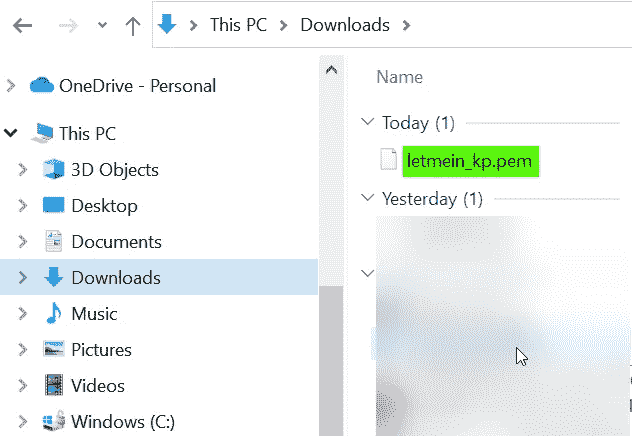 This PC > Downloads >
OneDrive - Personal
This PC
3D Objects
Desktop
Documents
Downloads
Music
Pictures
Videos
Windows (C:)
Name
Today (1)
letmein_kp.pem
Yesterday (1)